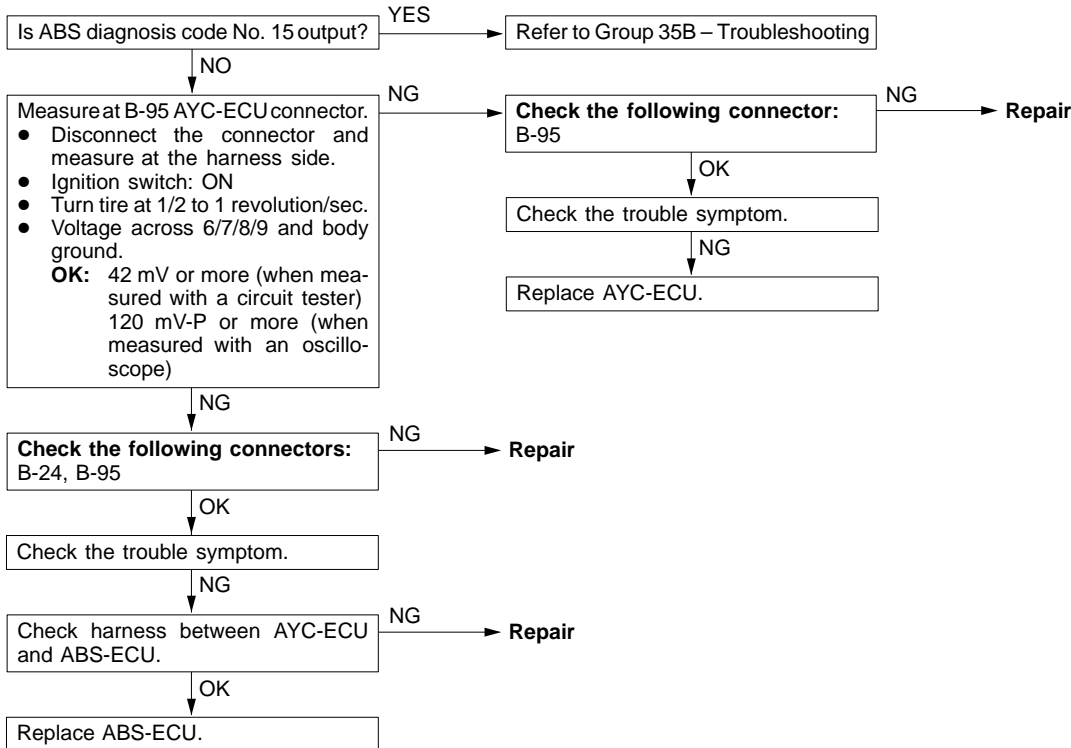 Is ABS diagnosis code No. 15 output?
YES
Refer to Group 35B – Troubleshooting
NO
Measure at B-95 AYC-ECU connector.
● Disconnect the connector and
measure at the harness side.
● Ignition switch: ON
● Turn tire at 1/2 to 1 revolution/sec.
● Voltage across 6/7/8/9 and body
ground.
OK: 42 mV or more (when mea-
sured with a circuit tester)
120 mV-P or more (when
measured with an oscillo-
scope)
NG
Check the following connector:
B-95
NG
Repair
OK
Check the trouble symptom.
NG
Replace AYC-ECU.
NG
Check the following connectors:
B-24, B-95
NG
Repair
OK
Check the trouble symptom.
NG
Check harness between AYC-ECU
and ABS-ECU.
NG
Repair
OK
Replace ABS-ECU.